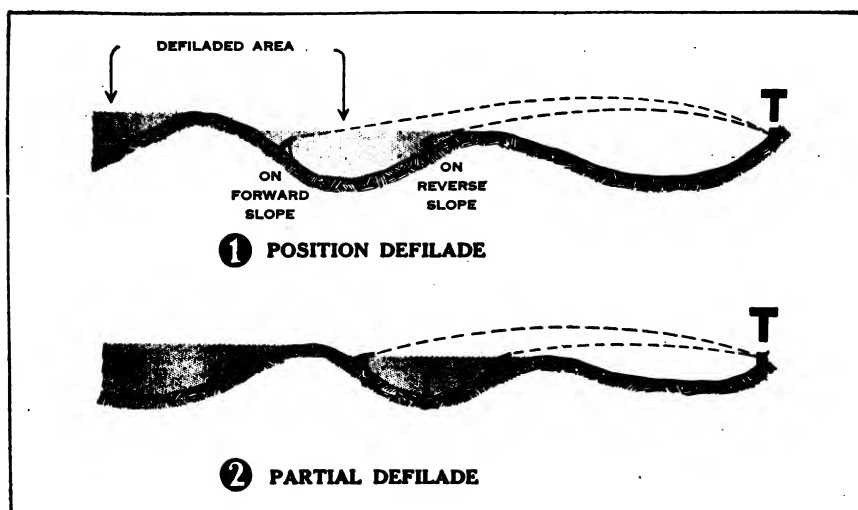 DEFILADED AREA
T
ON
FORWARD
SLOPE
ON
REVERSE
SLOPE
1 POSITION DEFILADE
T
2 PARTIAL DEFILADE